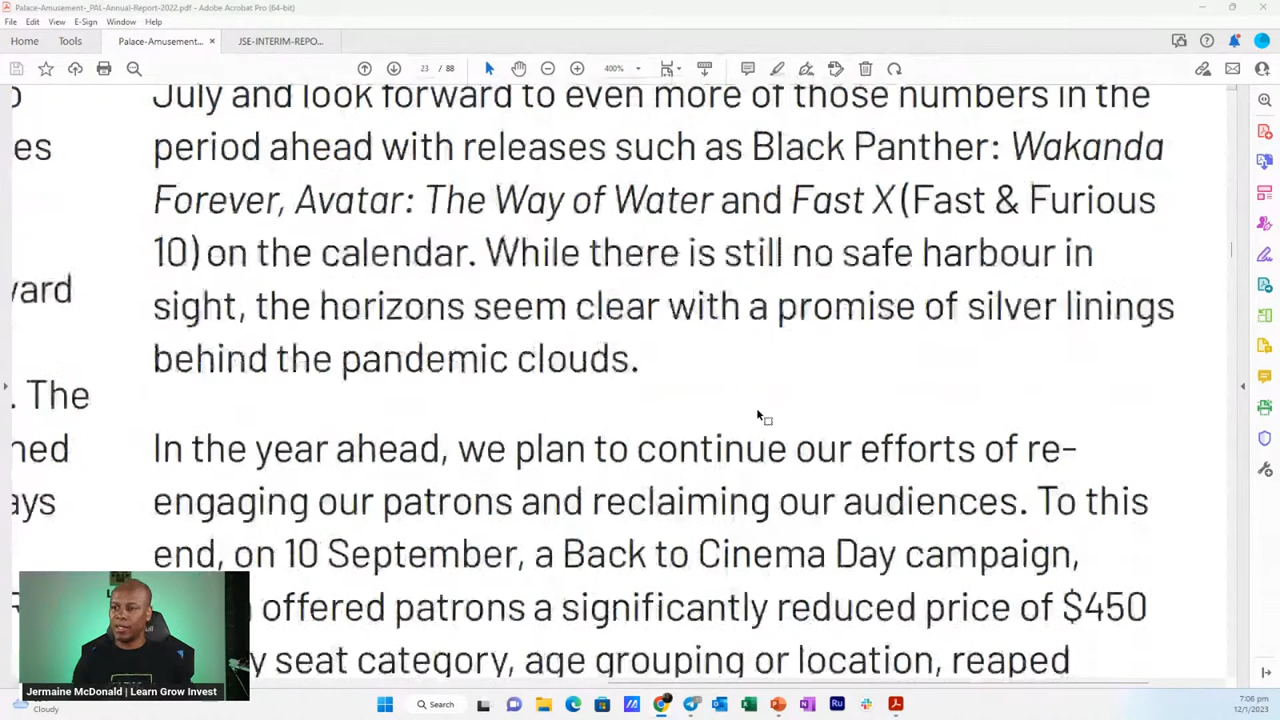 Palace-Amusement-_PAL-Annual-Report-2022.pdf - Adobe Acrobat Pro (64-bit)
File Edit View E-Sign Window Help
Home Tools Palace-Amusement... × JSE-INTERIM-REPO...
23 / 88 400%
July and look forward to even more of those numbers in the
es period ahead with releases such as Black Panther: Wakanda
Forever, Avatar: The Way of Water and Fast X (Fast & Furious
10) on the calendar. While there is still no safe harbour in
vard sight, the horizons seem clear with a promise of silver linings
behind the pandemic clouds.
. The
ned In the year ahead, we plan to continue our efforts of re-
ays engaging our patrons and reclaiming our audiences. To this
end, on 10 September, a Back to Cinema Day campaign,
offered patrons a significantly reduced price of $450
y seat category, age grouping or location, reaped
Jermaine McDonald | Learn Grow Invest
Cloudy
Search
Ru
7:06 pm
12/1/2023